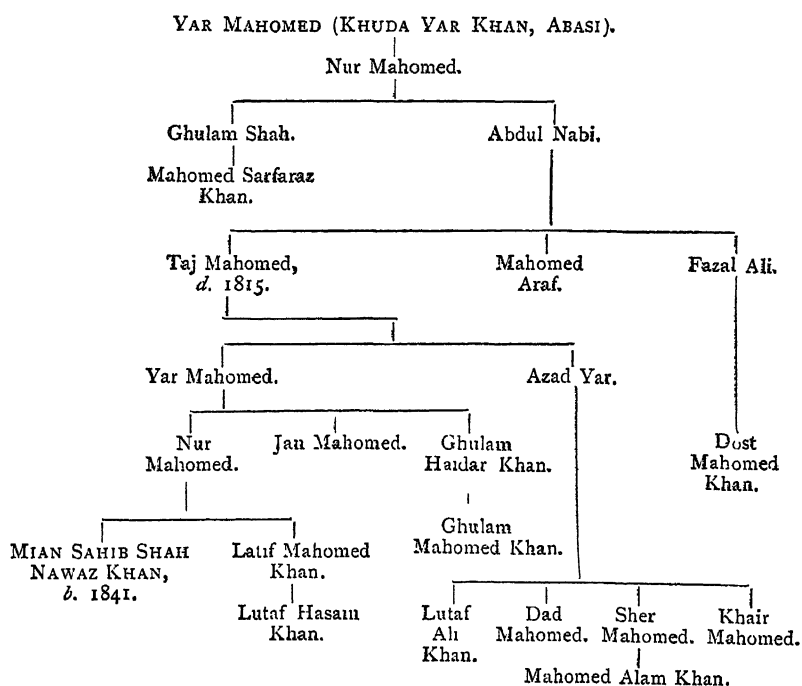 YAR MAHOMED (KHUDA YAR KHAN, ABASI).
Nur Mahomed.
Ghulam Shah.
Abdul Nabi.
Mahomed Sarfaraz
Khan.
Taj Mahomed,
d. 1815.
Mahomed
Araf.
Fazal Ali.
Yar Mahomed.
Azad Yar.
Nur
Mahomed.
Jan Mahomed.
Ghulam
Haidar Khan.
Dost
Mahomed
Khan.
Ghulam
Mahomed Khan.
MIAN SAHIB SHAH
NAWAZ KHAN,
b. 1841.
Latif Mahomed
Khan.
Lutaf Hasain
Khan.
Lutaf
Ali
Khan.
Dad
Mahomed.
Sher
Mahomed.
Khair
Mahomed.
Mahomed Alam Khan.